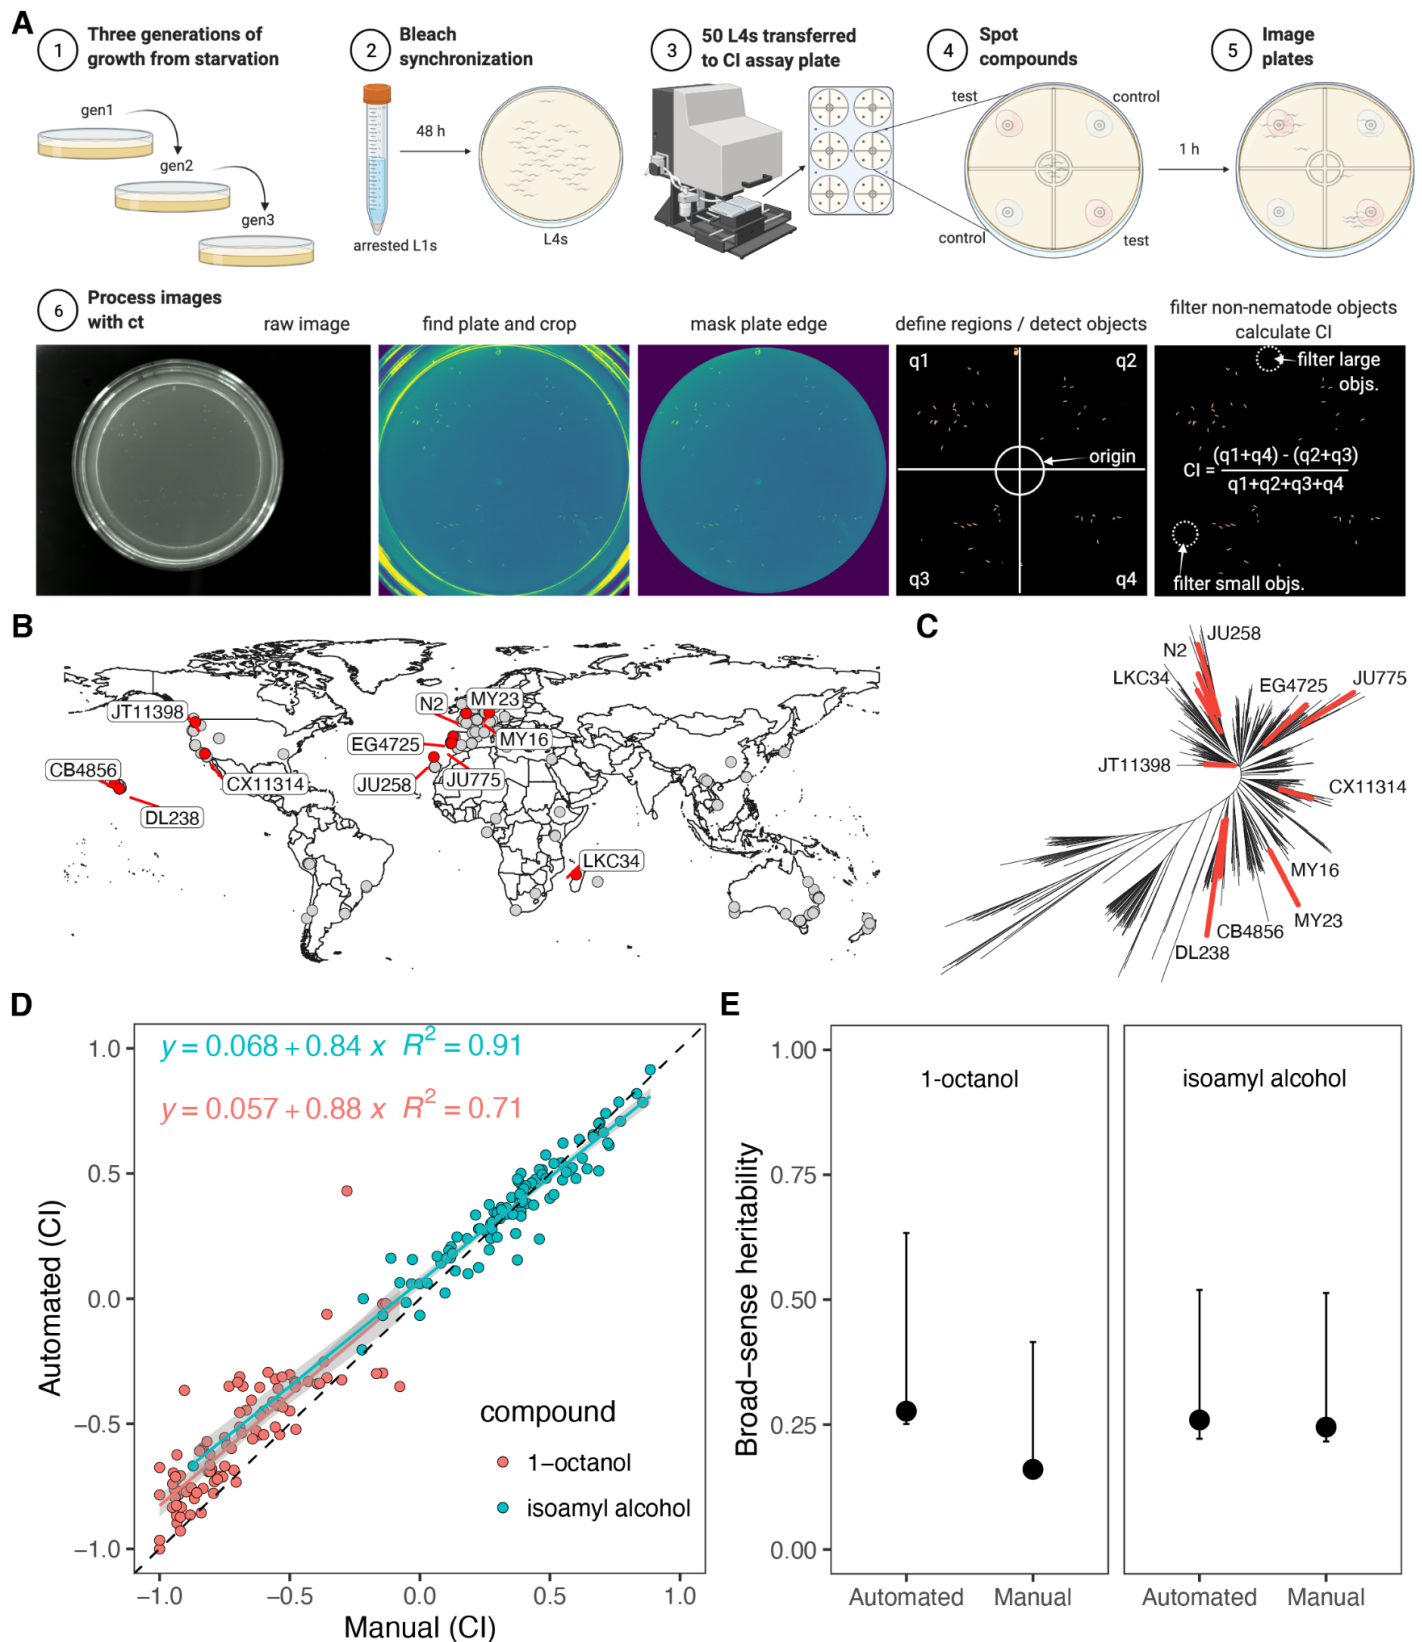 A
1 Three generations of
growth from starvation
2 Bleach
synchronization
3 50 L4s transferred
to CI assay plate
4 Spot
compounds
5 Image
plates
gen1
gen2
gen3
48 h
arrested L1s
L4s
test
control
control
test
1 h
6 Process images
with ct
raw image
find plate and crop
mask plate edge
define regions / detect objects
filter non-nematode objects
calculate CI
q1
q2
origin
q3
q4
filter large
objs.
CI = (q1+q4) - (q2+q3)
q1+q2+q3+q4
filter small objs.
B
JT11398
CB4856
DL238
CX11314
N2
MY23
EG4725
MY16
JU258
JU775
LKC34
C
JU258
N2
LKC34
EG4725
JU775
JT11398
CX11314
MY16
MY23
CB4856
DL238
D
y = 0.068 + 0.84 x R² = 0.91
y = 0.057 + 0.88 x R² = 0.71
Automated (CI)
1.0
0.5
0.0
−0.5
−1.0
compound
1−octanol
isoamyl alcohol
−1.0
−0.5
0.0
0.5
1.0
Manual (CI)
E
Broad−sense heritability
1.00
0.75
0.50
0.25
0.00
1-octanol
isoamyl alcohol
Automated
Manual
Automated
Manual